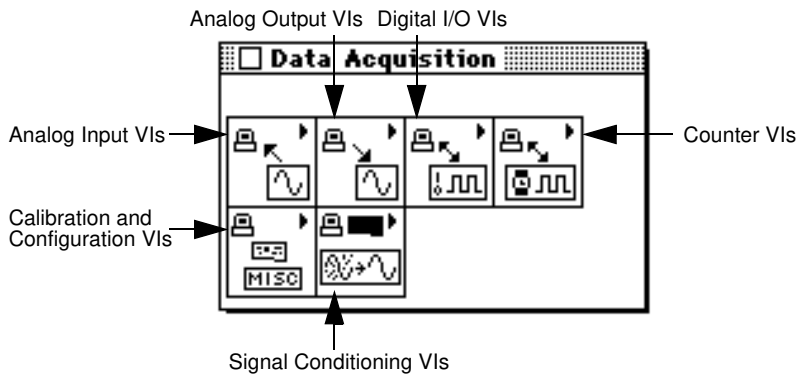 Analog Output VIs Digital I/O VIs
Data Acquisition
Analog Input VIs
Counter VIs
Calibration and
Configuration VIs
MISC
Signal Conditioning VIs